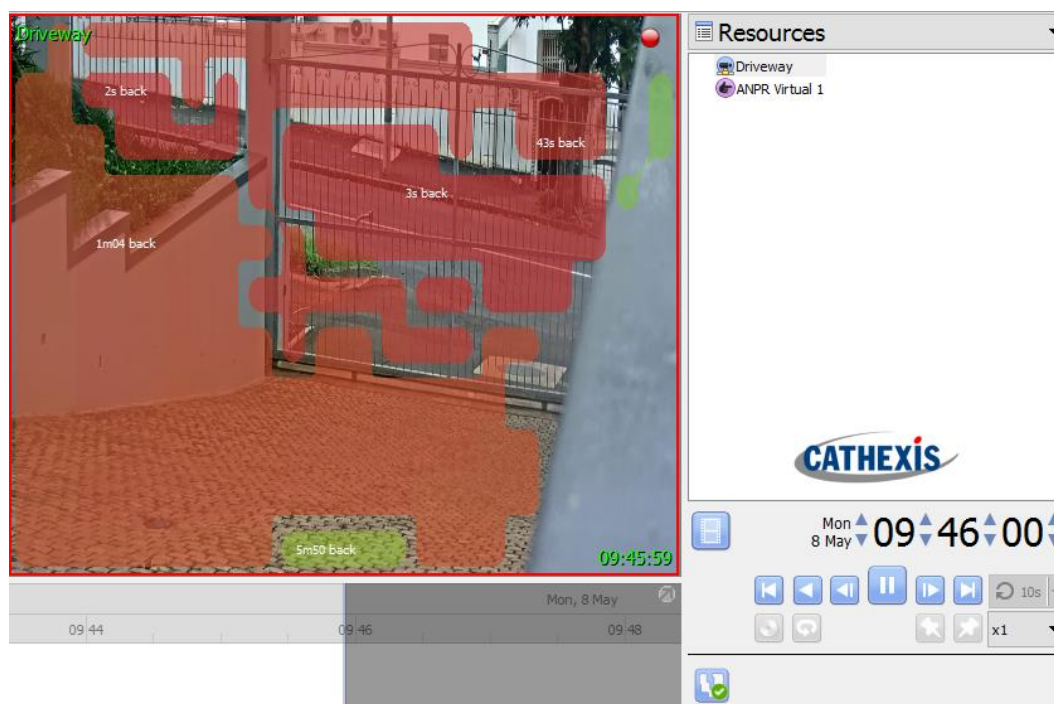 Driveway
2s back
43s back
3s back
1m04 back
5m50 back
09:45:59
Mon, 8 May
09:44
09:46
09:48
Resources
Driveway
ANPR Virtual 1
CATHEXIS
Mon
8 May
09 46 00
10s
x1